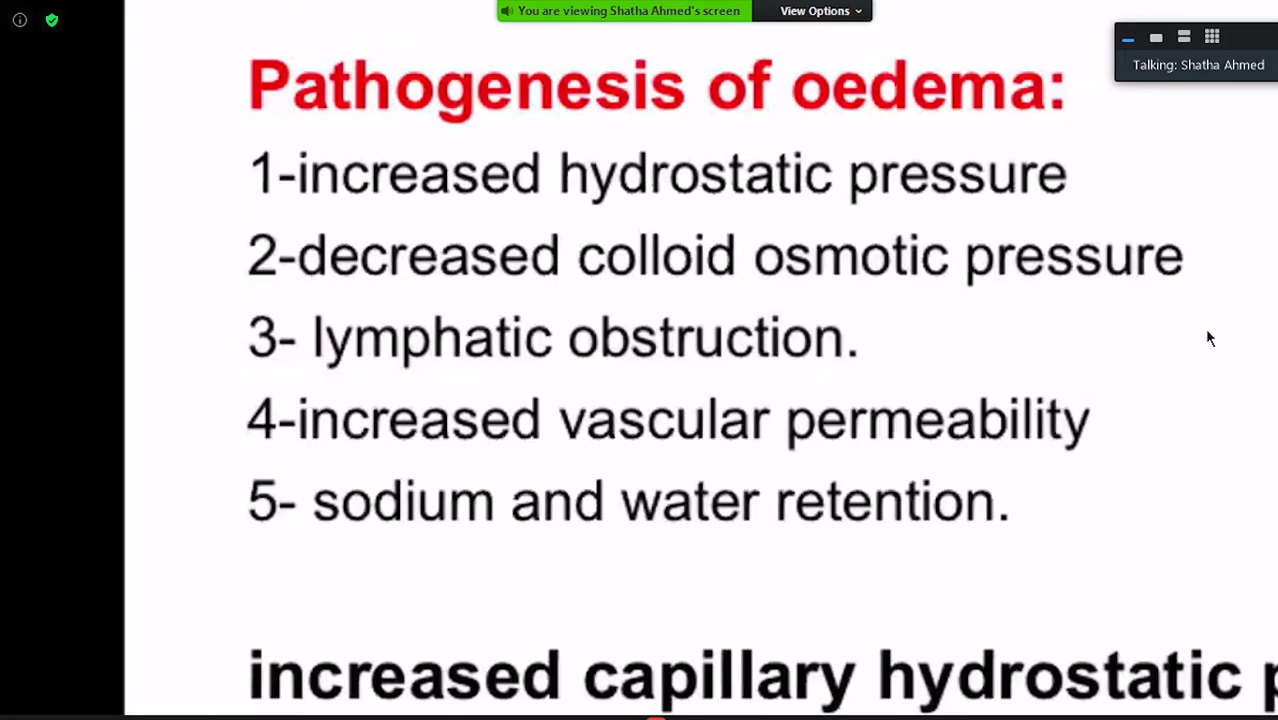 You are viewing Shatha Ahmed's screen
View Options
Talking: Shatha Ahmed
Pathogenesis of oedema:
1-increased hydrostatic pressure
2-decreased colloid osmotic pressure
3- lymphatic obstruction.
4-increased vascular permeability
5- sodium and water retention.
increased capillary hydrostatic